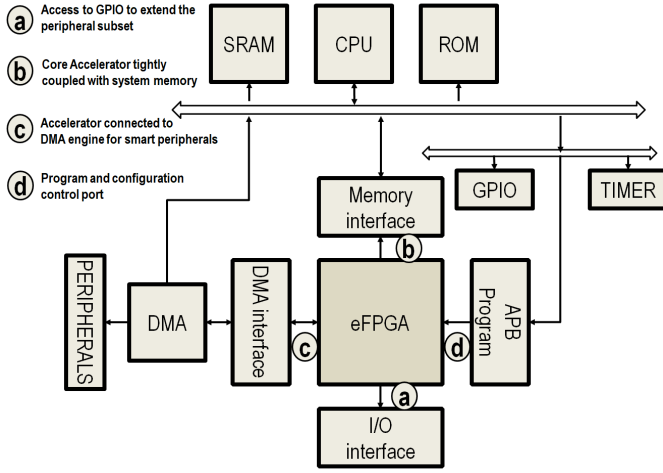 a
Access to GPIO to extend the
peripheral subset
b
Core Accelerator tightly
coupled with system memory
c
Accelerator connected to
DMA engine for smart peripherals
d
Program and configuration
control port
SRAM
CPU
ROM
GPIO
TIMER
Memory
interface
b
PERIPHERALS
DMA
DMA interface
c
eFPGA
d
APB
Program
a
I/O
interface